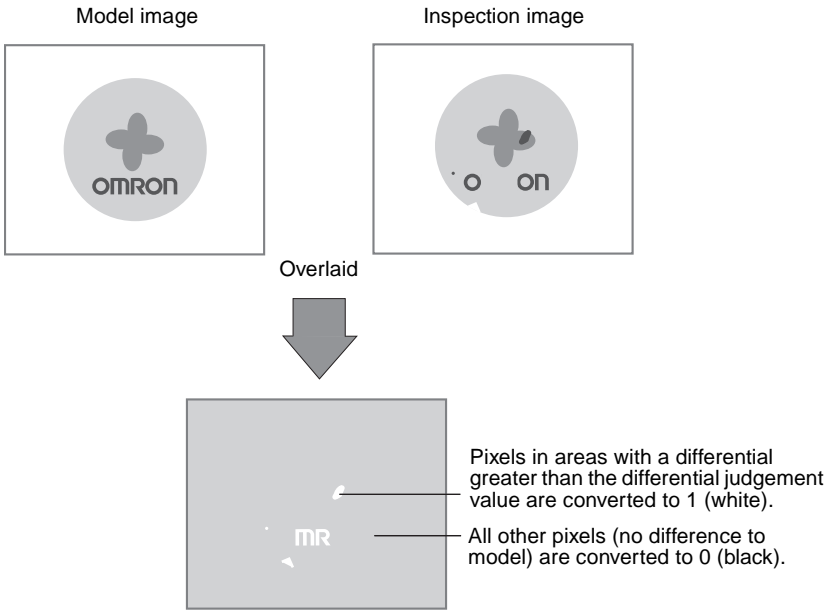 Model image
Inspection image
OMRON
O ON
Overlaid
MR
Pixels in areas with a differential
greater than the differential judgement
value are converted to 1 (white).
All other pixels (no difference to
model) are converted to 0 (black).